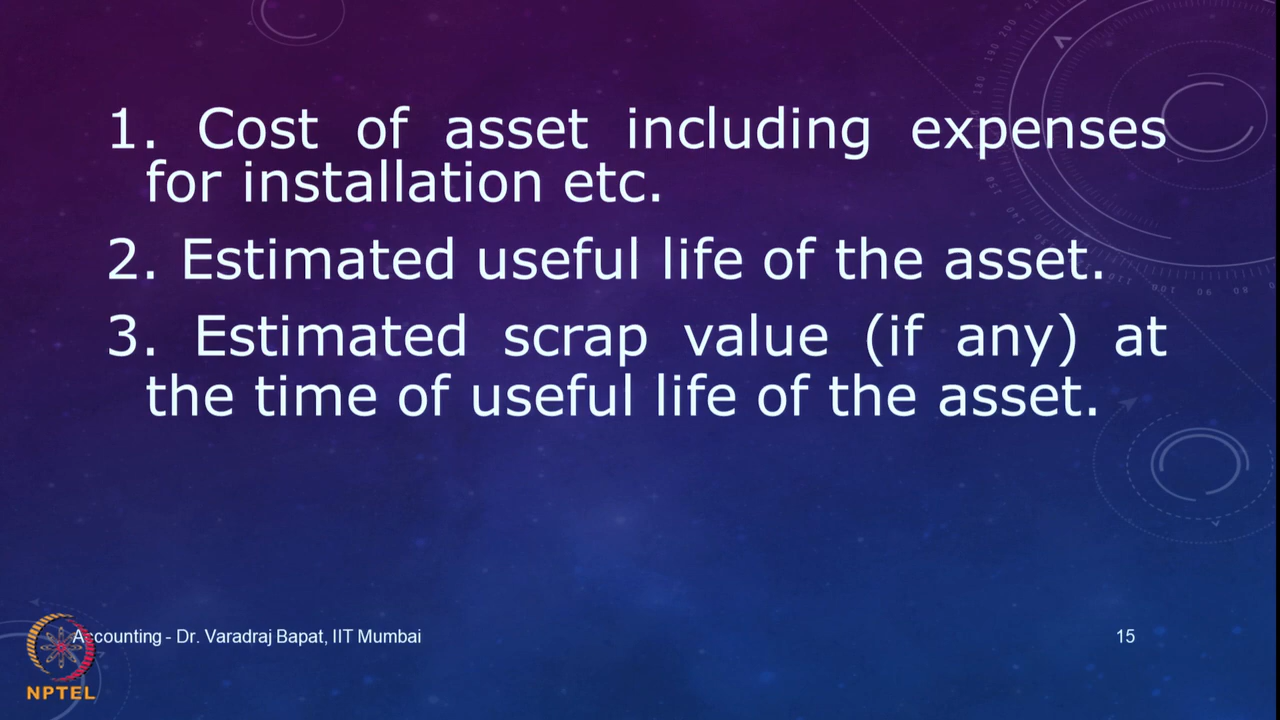 1. Cost of asset including expenses
for installation etc.
2. Estimated useful life of the asset.
3. Estimated scrap value (if any) at
the time of useful life of the asset.
Accounting - Dr. Varadraj Bapat, IIT Mumbai
15
NPTEL